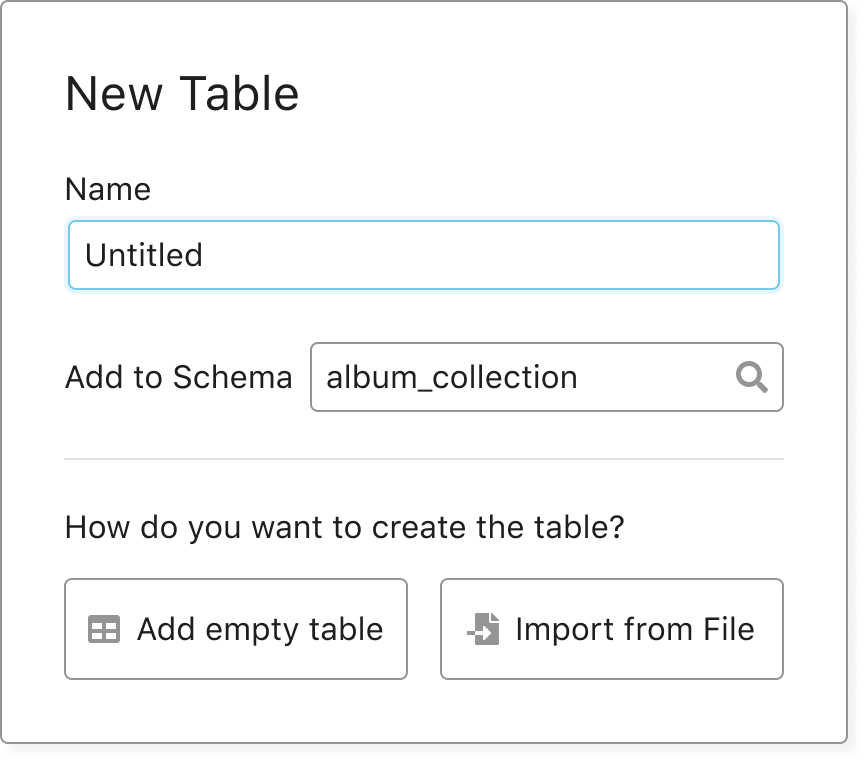 New Table
Name
Untitled
Add to Schema album_collection
How do you want to create the table?
Add empty table Import from File